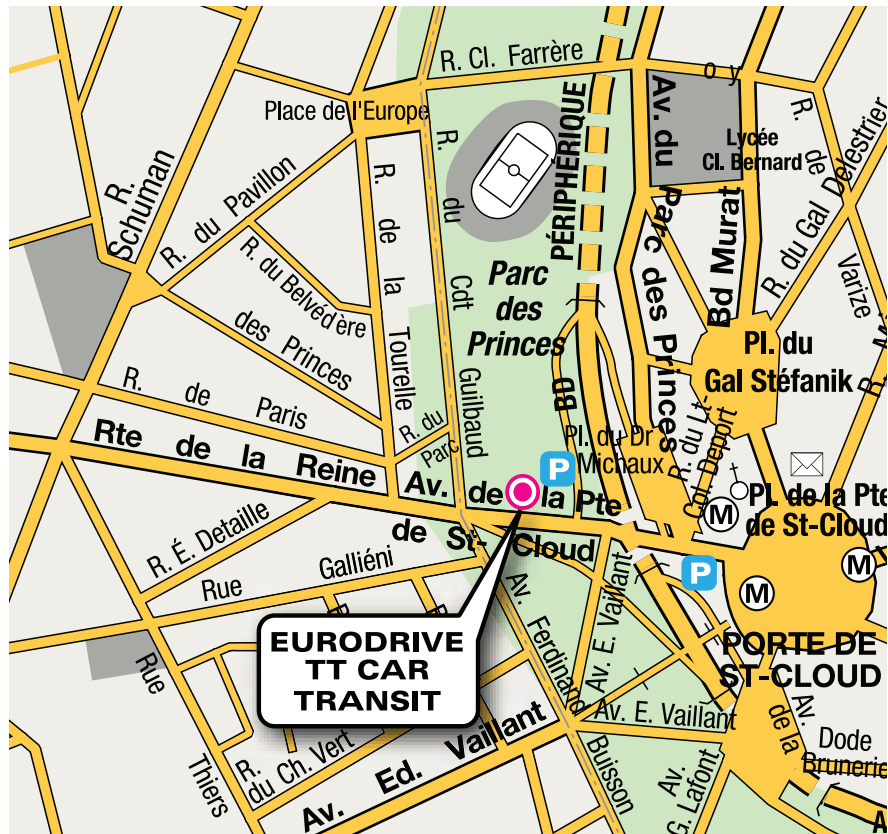 R. Cl. Farrère
o y
Place de l'Europe
PÉRIPHERIQUE
BD
Av. du Parc des Princes
Lycée
Cl. Bernard
R. de Varize
R. du Gal Délestrier
Bd Murat
R. Schuman
R. du Pavillon
R. de la Tourelle
R. du Cdt Guilbaud
R. du Belvédère
des Princes
Parc
des
Princes
Pl. du
Gal Stéfanik
R. de Paris
R. du
Parc
Rte de la Reine
Av. de la Pte
de St-Cloud
Pl. du Dr
Michaux
P
R. du Lt-
Col. Deport
Pl. de la Pte
de St-Cloud
M
M
M
P
R. É. Detaille
Rue Galliéni
Rue Thiers
EURODRIVE
TT CAR
TRANSIT
Av. Ferdinand Buisson
Av. E. Vaillant
Av. E. Vaillant
PORTE DE
ST-CLOUD
R.
du Ch. Vert
Av. Ed. Vaillant
Av.
G. Lafont
Av.
de la
Dode
Brunerie